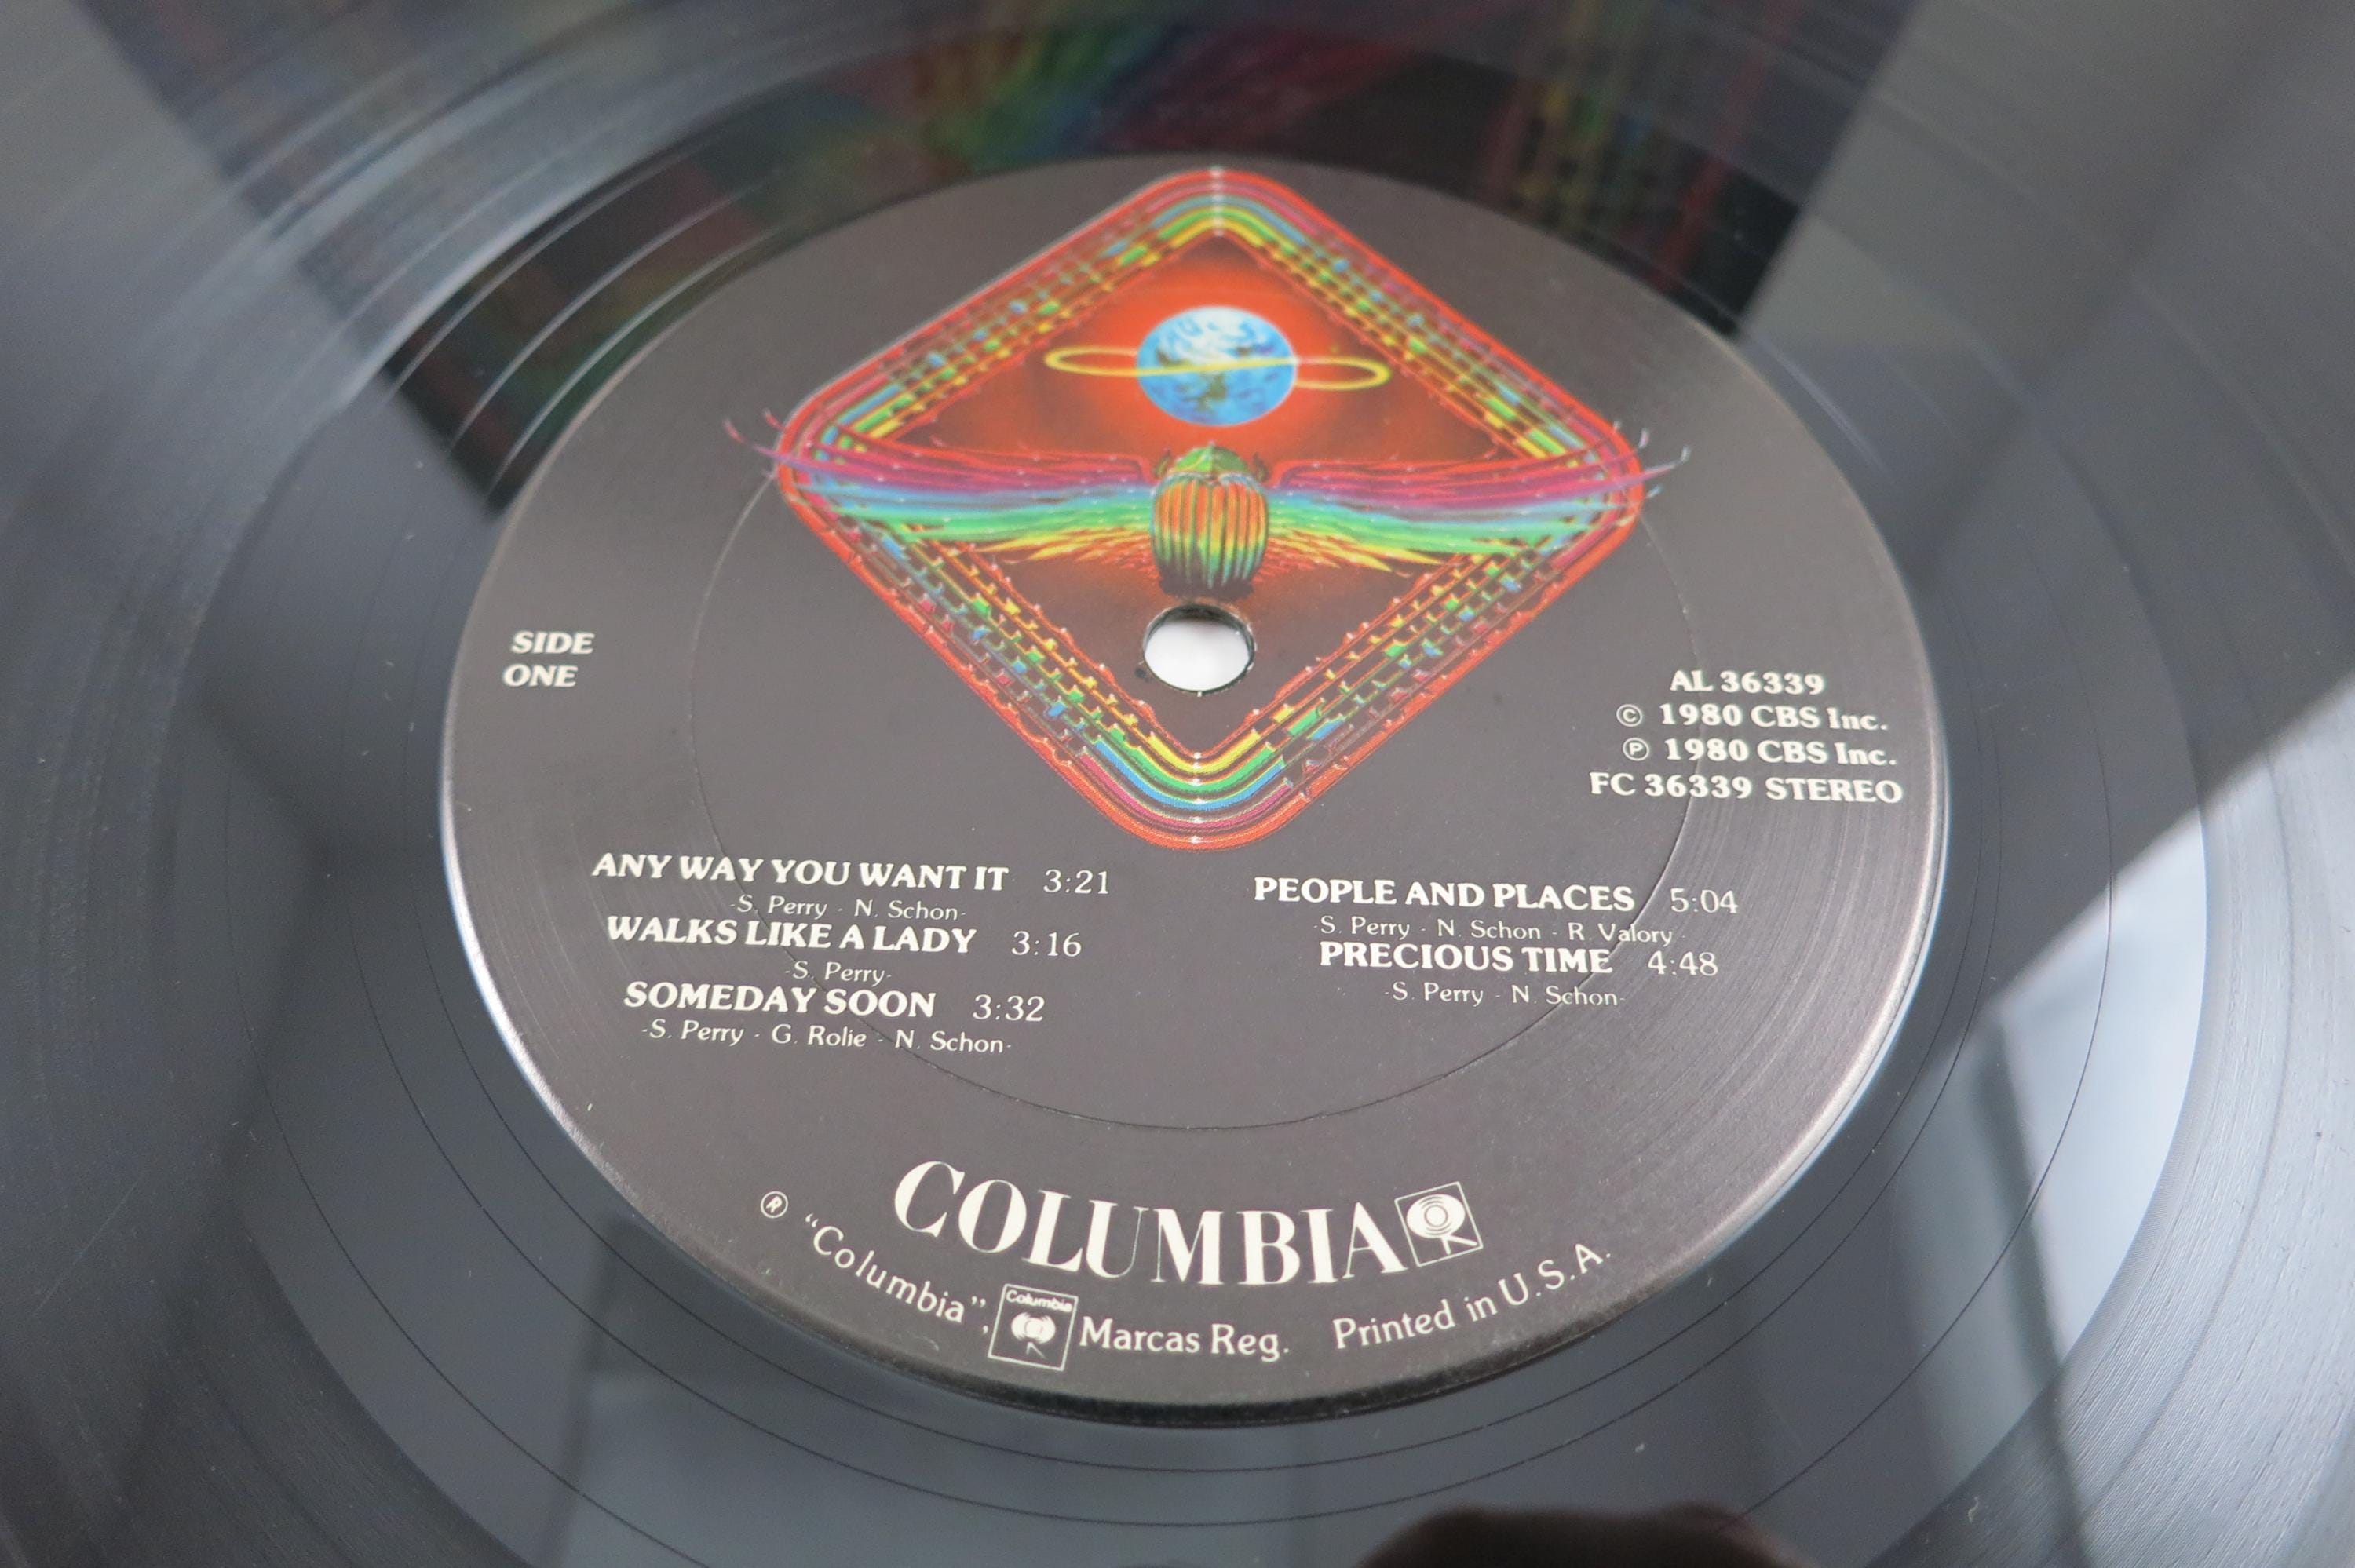 SIDE
ONE
AL 36339
© 1980 CBS Inc.
℗ 1980 CBS Inc.
FC 36339 STEREO
ANY WAY YOU WANT IT 3:21
-S. Perry - N. Schon-
WALKS LIKE A LADY 3:16
-S. Perry-
SOMEDAY SOON 3:32
-S. Perry - G. Rolie - N. Schon-
PEOPLE AND PLACES 5:04
-S. Perry - N. Schon - R. Valory -
PRECIOUS TIME 4:48
-S. Perry - N. Schon-
COLUMBIA
® “Columbia”, Columbia Marcas Reg. Printed in U.S.A.